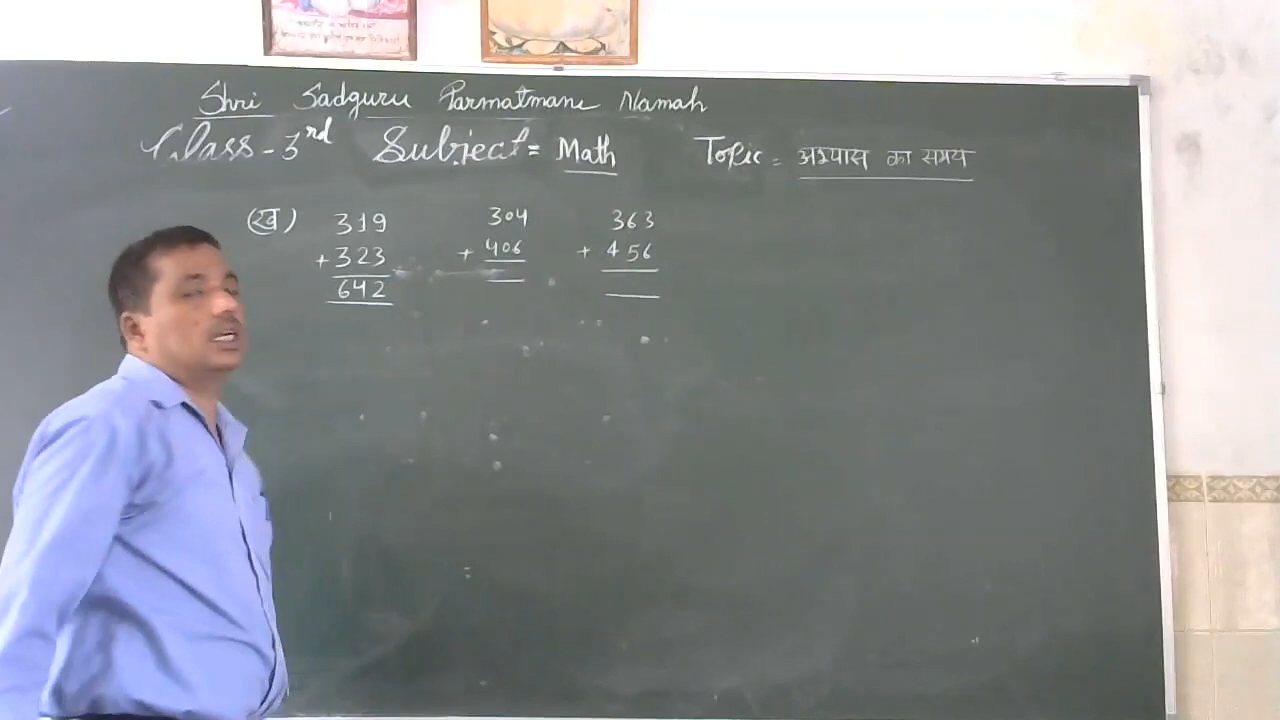 Shri Sadguru Parmatmane Namah
Class - 3rd Subject = Math Topic = अभ्यास का समय
(ख) 319 304 363
+323 + 406 + 456
642